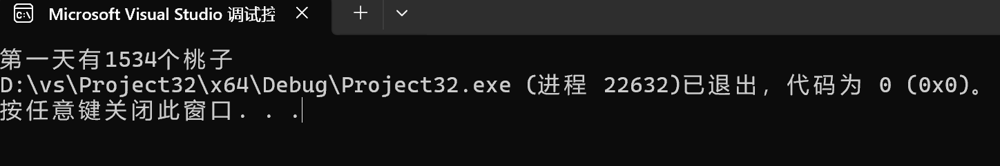 Microsoft Visual Studio 调试控
第一天有1534个桃子
D:\vs\Project32\x64\Debug\Project32.exe (进程 22632)已退出，代码为 0 (0x0)。
按任意键关闭此窗口. . .